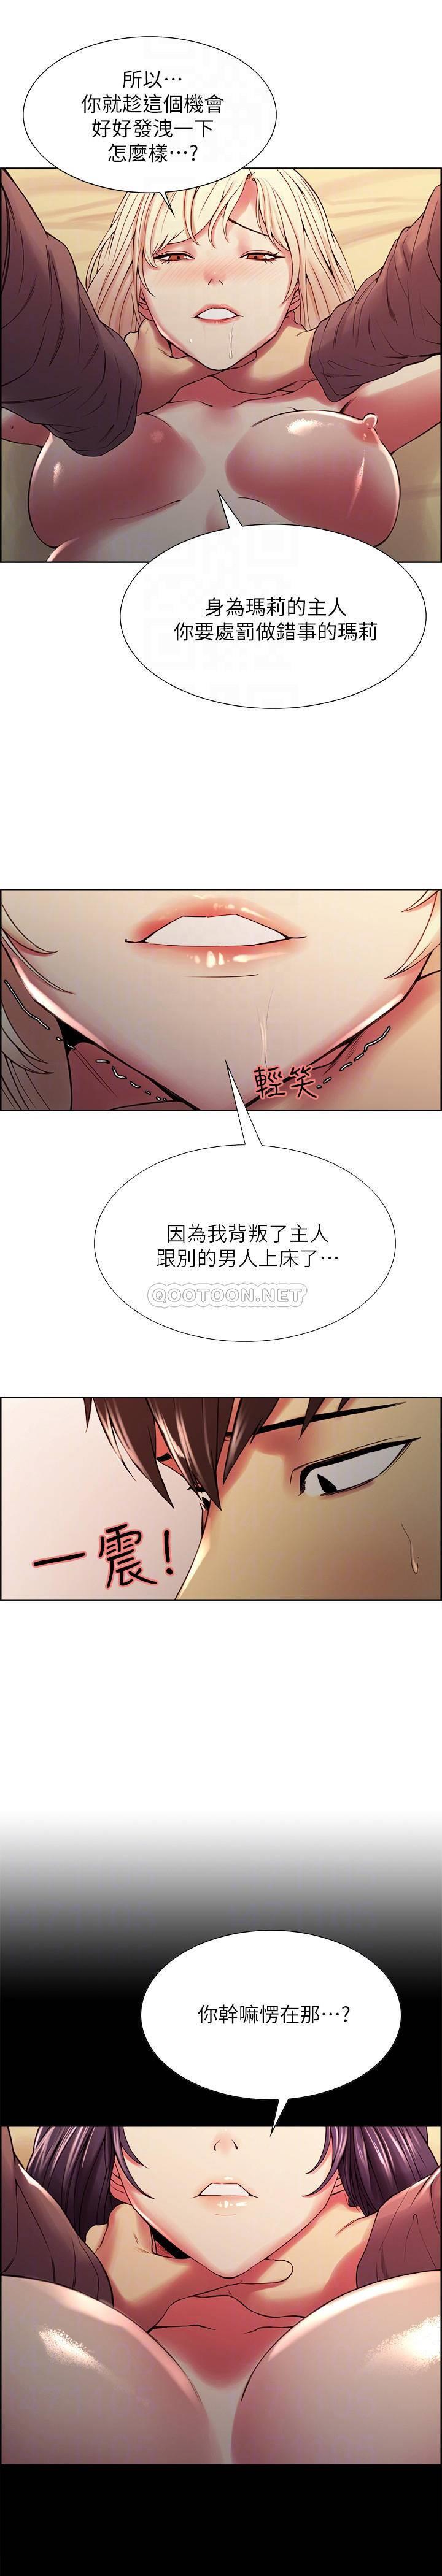 所以⋯
你就趁這個機會
好好發洩一下
怎麼樣⋯?
身為瑪莉的主人
你要處罰做錯事的瑪莉
輕笑
因為我背叛了主人
跟別的男人上床了⋯
QOOTOON.NET
一震!
你幹嘛愣在那⋯?